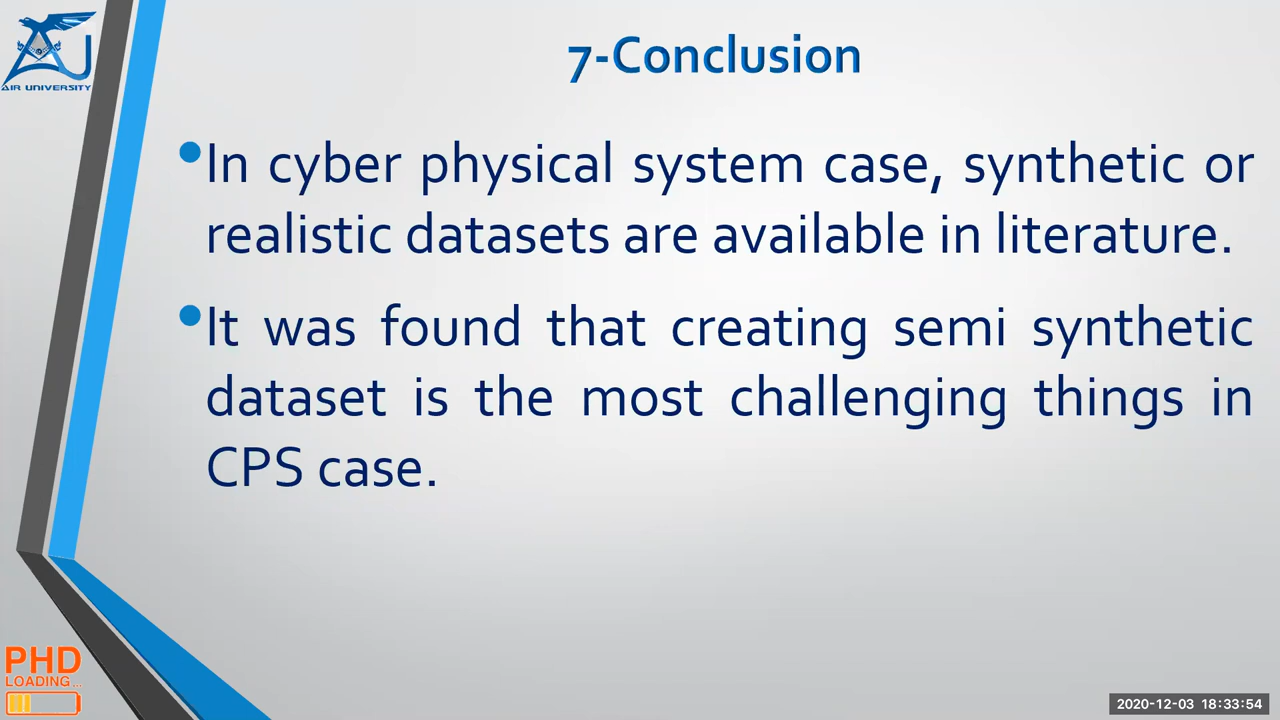 AIR UNIVERSITY
7-Conclusion
•In cyber physical system case, synthetic or
realistic datasets are available in literature.
•It was found that creating semi synthetic
dataset is the most challenging things in
CPS case.
PHD
LOADING...
2020-12-03 18:33:54